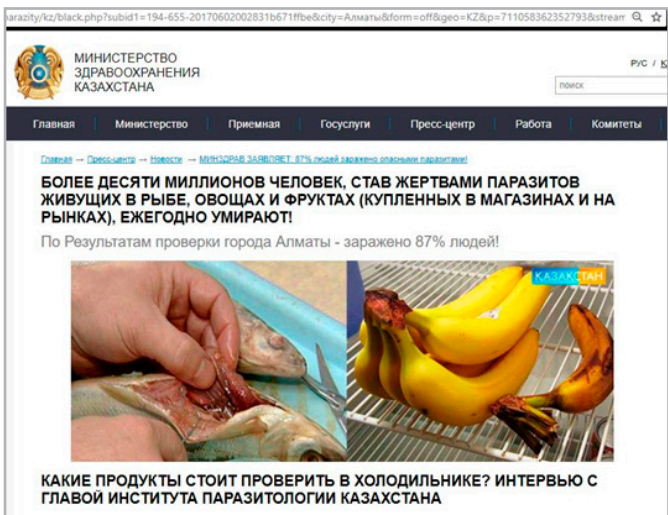 arazity/kz/black.php?subid1=194-655-20170602002831b671ffbe&city=Алматы&form=off&geo=KZ&p=711058362352793&stream
МИНИСТЕРСТВО
ЗДРАВООХРАНЕНИЯ
КАЗАХСТАНА
РУС / Қ
поиск
Главная Министерство Приемная Госуслуги Пресс-центр Работа Комитеты
Главная → Пресс-центр → Новости → МИНЗДРАВ ЗАЯВЛЯЕТ: 87% людей заражено опасными паразитами!
БОЛЕЕ ДЕСЯТИ МИЛЛИОНОВ ЧЕЛОВЕК, СТАВ ЖЕРТВАМИ ПАРАЗИТОВ
ЖИВУЩИХ В РЫБЕ, ОВОЩАХ И ФРУКТАХ (КУПЛЕННЫХ В МАГАЗИНАХ И НА
РЫНКАХ), ЕЖЕГОДНО УМИРАЮТ!
По Результатам проверки города Алматы - заражено 87% людей!
ҚАЗАҚСТАН
КАКИЕ ПРОДУКТЫ СТОИТ ПРОВЕРИТЬ В ХОЛОДИЛЬНИКЕ? ИНТЕРВЬЮ С
ГЛАВОЙ ИНСТИТУТА ПАРАЗИТОЛОГИИ КАЗАХСТАНА